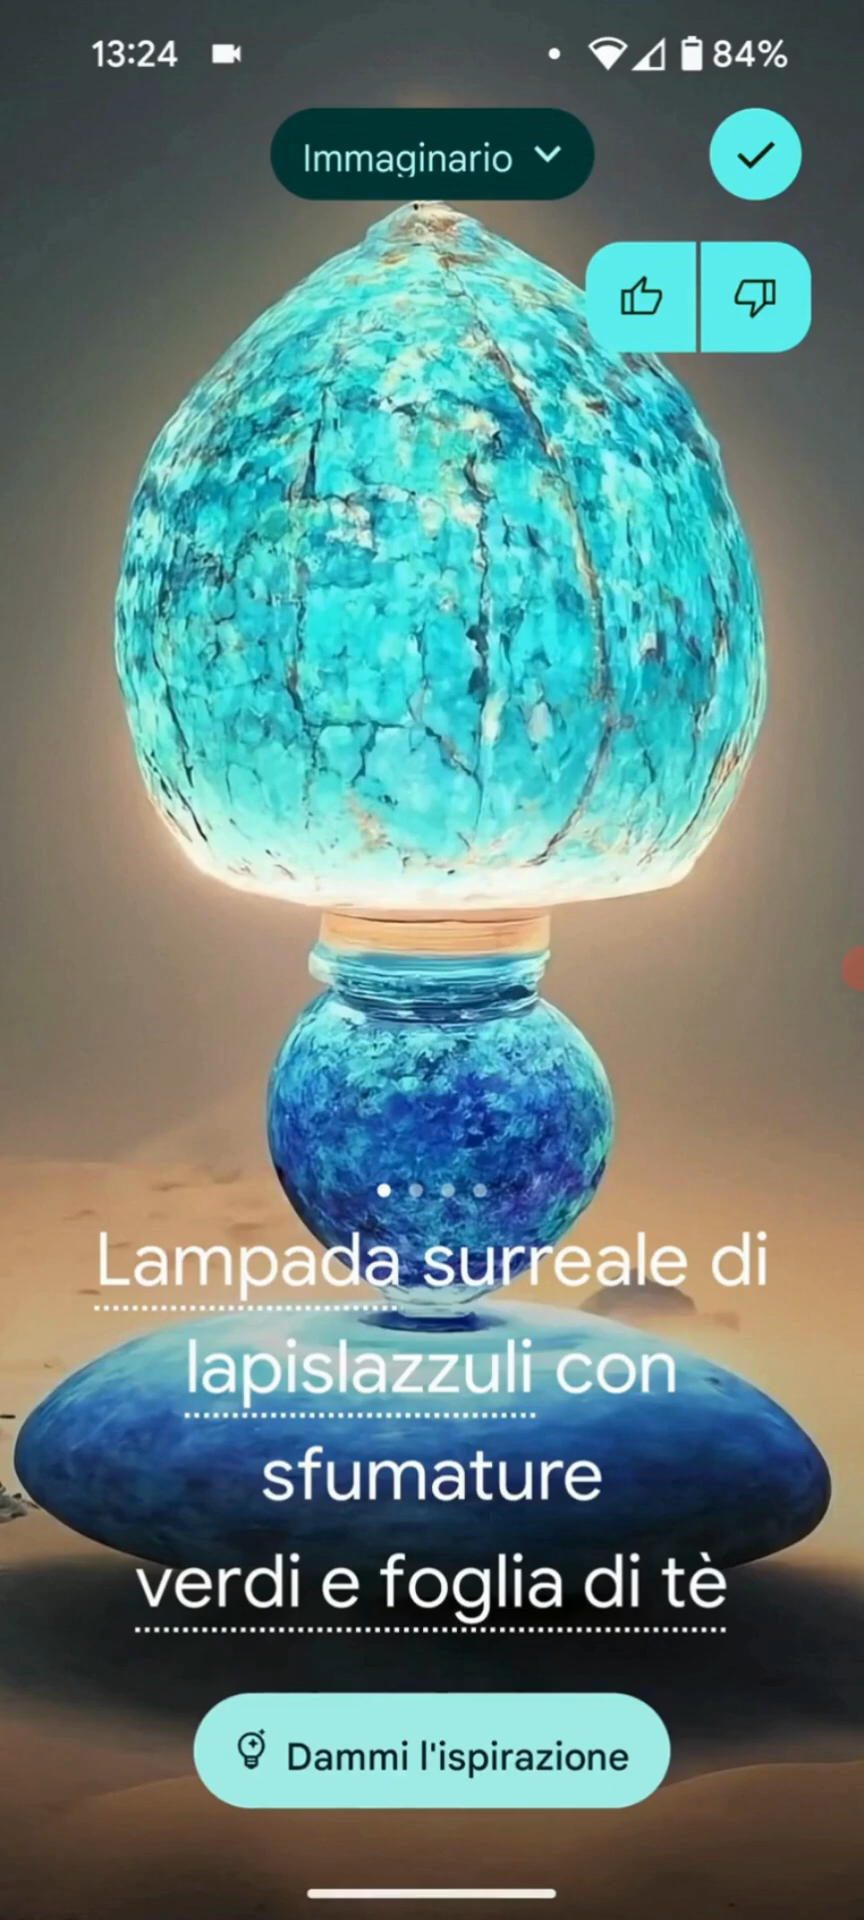 13:24
84%
Immaginario
Lampada surreale di
lapislazzuli con
sfumature
verdi e foglia di tè
Dammi l'ispirazione